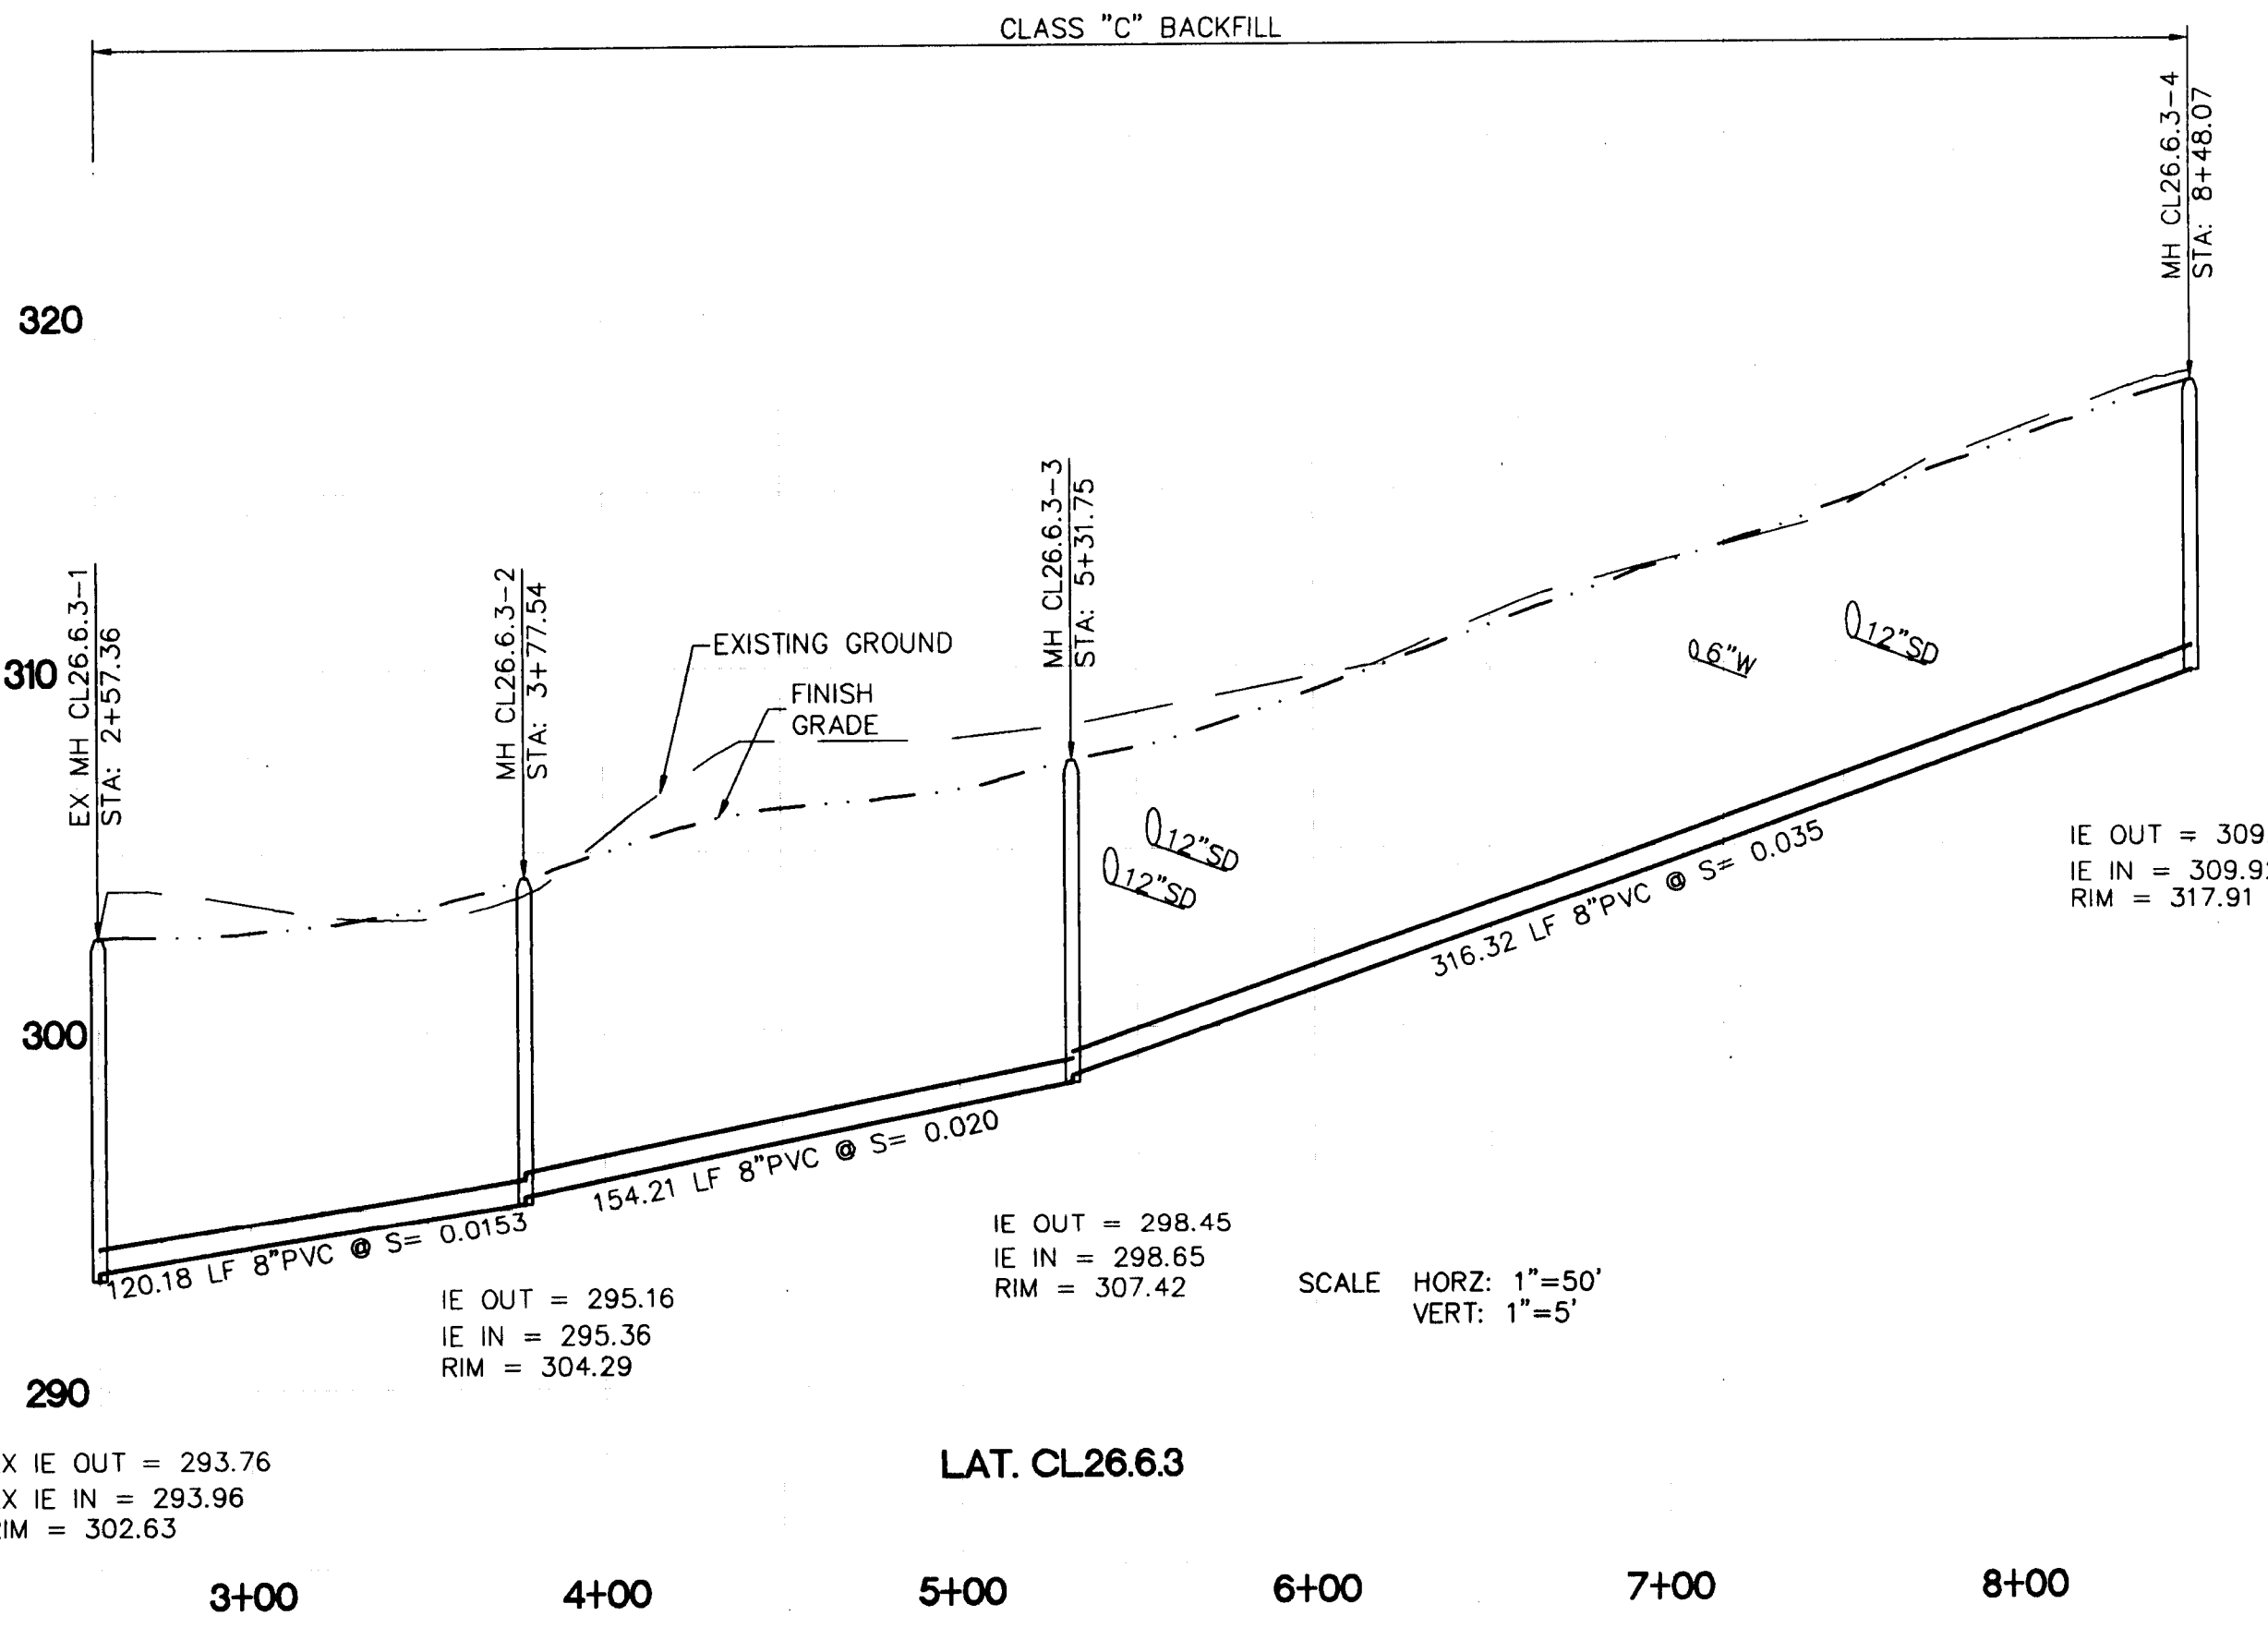 CLASS "C" BACKFILL
MH CL26.6.3-4
STA: 8+48.07
320
MH CL26.6.3-3
STA: 5+31.75
EX MH CL26.6.3-1
STA: 2+57.36
MH CL26.6.3-2
STA: 3+77.54
EXISTING GROUND
FINISH
GRADE
310
6"W
12"SD
12"SD
12"SD
316.32 LF 8"PVC @ S= 0.035
IE OUT = 309
IE IN = 309.9
RIM = 317.91
300
154.21 LF 8"PVC @ S= 0.020
120.18 LF 8"PVC @ S= 0.0153
IE OUT = 298.45
IE IN = 298.65
RIM = 307.42
SCALE HORZ: 1"=50'
VERT: 1"=5'
IE OUT = 295.16
IE IN = 295.36
RIM = 304.29
290
X IE OUT = 293.76
X IE IN = 293.96
RIM = 302.63
LAT. CL26.6.3
3+00 4+00 5+00 6+00 7+00 8+00